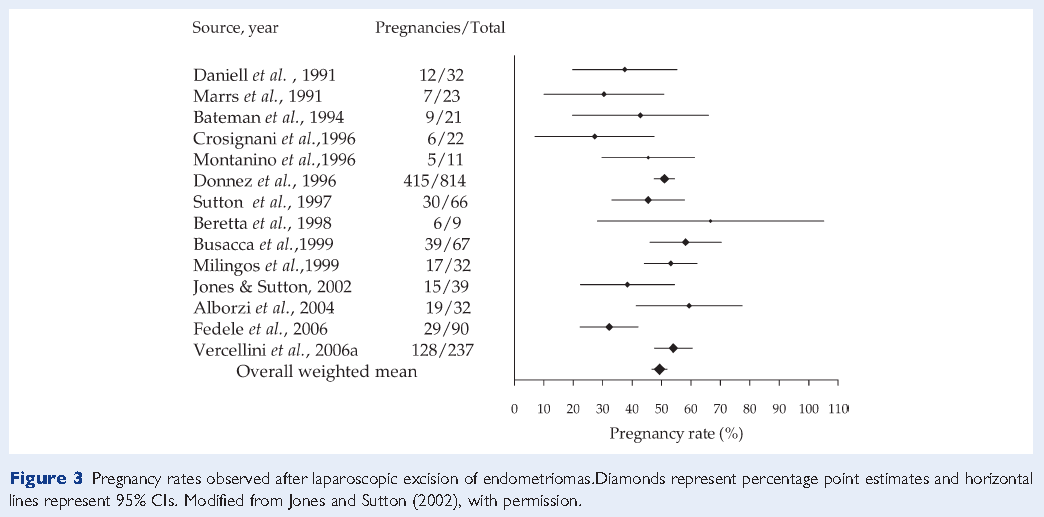 Source, year Pregnancies/Total
Daniell et al. , 1991 12/32
Marrs et al., 1991 7/23
Bateman et al., 1994 9/21
Crosignani et al.,1996 6/22
Montanino et al.,1996 5/11
Donnez et al., 1996 415/814
Sutton et al., 1997 30/66
Beretta et al., 1998 6/9
Busacca et al.,1999 39/67
Milingos et al.,1999 17/32
Jones & Sutton, 2002 15/39
Alborzi et al., 2004 19/32
Fedele et al., 2006 29/90
Vercellini et al., 2006a 128/237
Overall weighted mean
0 10 20 30 40 50 60 70 80 90 100 110
Pregnancy rate (%)
Figure 3 Pregnancy rates observed after laparoscopic excision of endometriomas.Diamonds represent percentage point estimates and horizontal
lines represent 95% CIs. Modified from Jones and Sutton (2002), with permission.